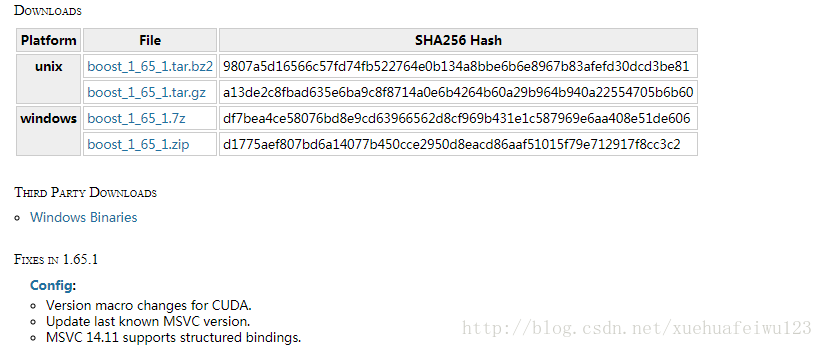 Downloads
Platform File SHA256 Hash
unix boost_1_65_1.tar.bz2 9807a5d16566c57fd74fb522764e0b134a8bbe6b6e8967b83afefd30dcd3be81
boost_1_65_1.tar.gz a13de2c8fbad635e6ba9c8f8714a0e6b4264b60a29b964b940a22554705b6b60
windows boost_1_65_1.7z df7bea4ce58076bd8e9cd63966562d8cf969b431e1c587969e6aa408e51de606
boost_1_65_1.zip d1775aef807bd6a14077b450cce2950d8eacd86aaf51015f79e712917f8cc3c2
Third Party Downloads
Windows Binaries
Fixes in 1.65.1
Config:
Version macro changes for CUDA.
Update last known MSVC version.
MSVC 14.11 supports structured bindings.
http://blog.csdn.net/xuehuafeiwu123